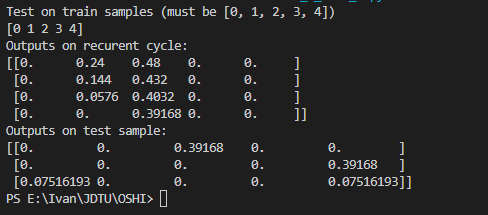 Test on train samples (must be [0, 1, 2, 3, 4])
[0 1 2 3 4]
Outputs on recurent cycle:
[[0.      0.24    0.48    0.      0.     ]
 [0.      0.144   0.432   0.      0.     ]
 [0.      0.0576  0.4032  0.      0.     ]
 [0.      0.      0.39168 0.      0.     ]]
Outputs on test sample:
[[0.         0.         0.39168    0.         0.        ]
 [0.         0.         0.         0.         0.39168   ]
 [0.07516193 0.         0.         0.         0.07516193]]
PS E:\Ivan\JDTU\OSHI>